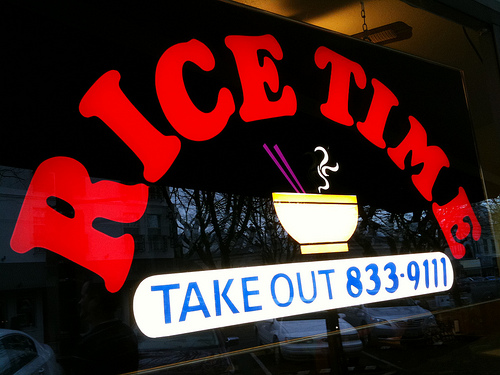 RICE TIME
TAKE OUT 833-9111